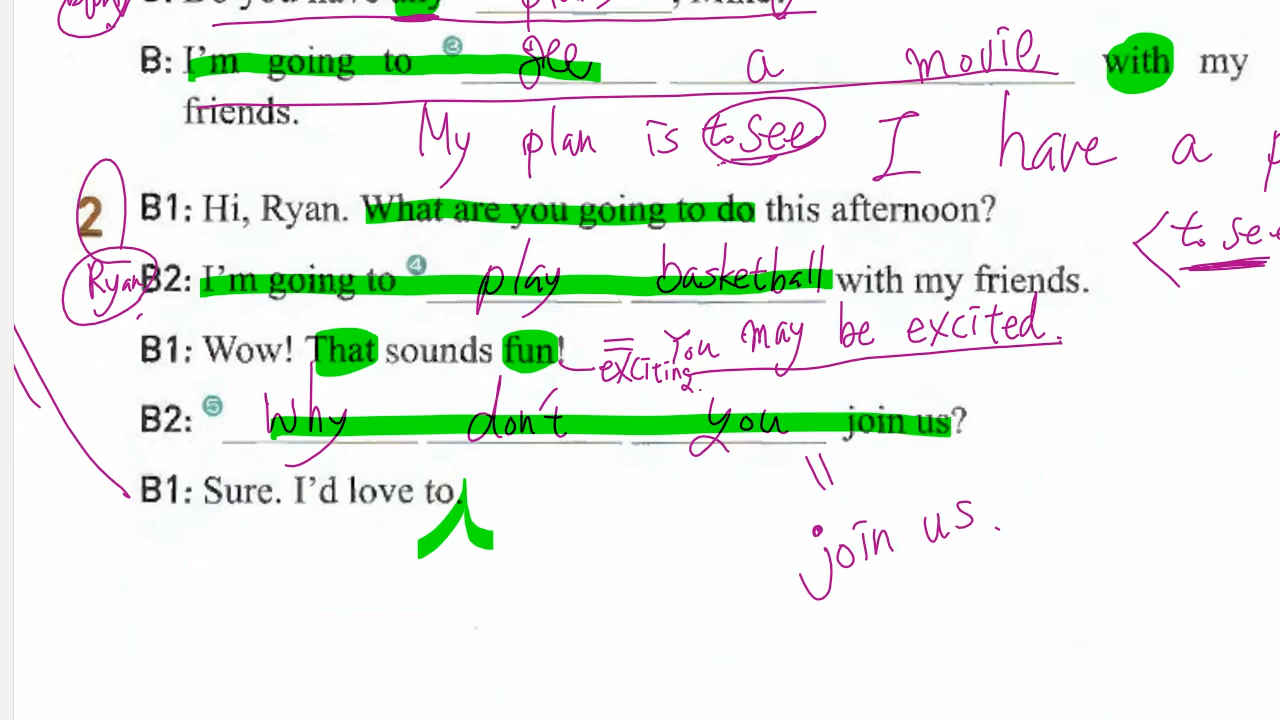 B: I'm going to ③ see a movie with my
friends.
My plan is to see I have a
2 B1: Hi, Ryan. What are you going to do this afternoon?
< to see
Ryan B2: I'm going to ④ play basketball with my friends.
B1: Wow! That sounds fun! = exciting You may be excited.
B2: ⑤ Why don't you join us?
B1: Sure. I'd love to.
join us.